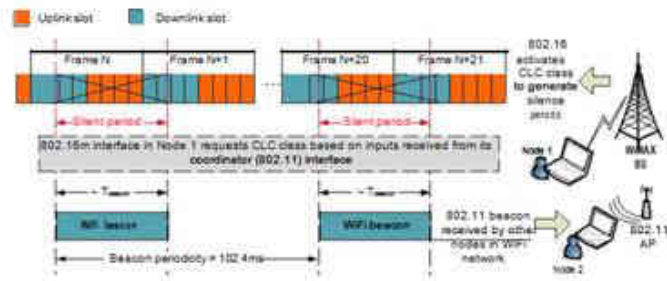 Uplink slot
Downlink slot
Frame N
Frame N+1
Frame N+20
Frame N+21
802.16
activates
CLC class
to generate
silence
Silent period
Silent period
802.16m interface in Node 1 requests CLC class based on inputs received from its
coordinator (802.11) interface
Node 1
WiMAX
BS
WiFi beacon
WiFi beacon
802.11 beacon
received by other
nodes in WiFi
network
802.11
AP
Node 2
Beacon periodicity = 102.4ms